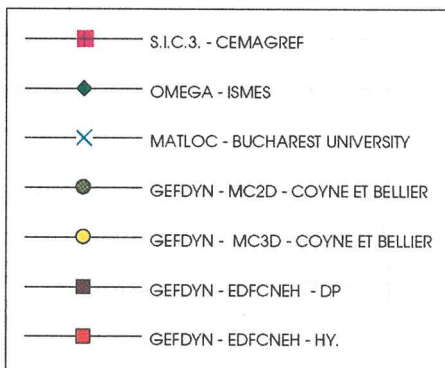 S.I.C.3. - CEMAGREF
OMEGA - ISMES
MATLOC - BUCHAREST UNIVERSITY
GEFDYN - MC2D - COYNE ET BELLIER
GEFDYN - MC3D - COYNE ET BELLIER
GEFDYN - EDFCNEH - DP
GEFDYN - EDFCNEH - HY.